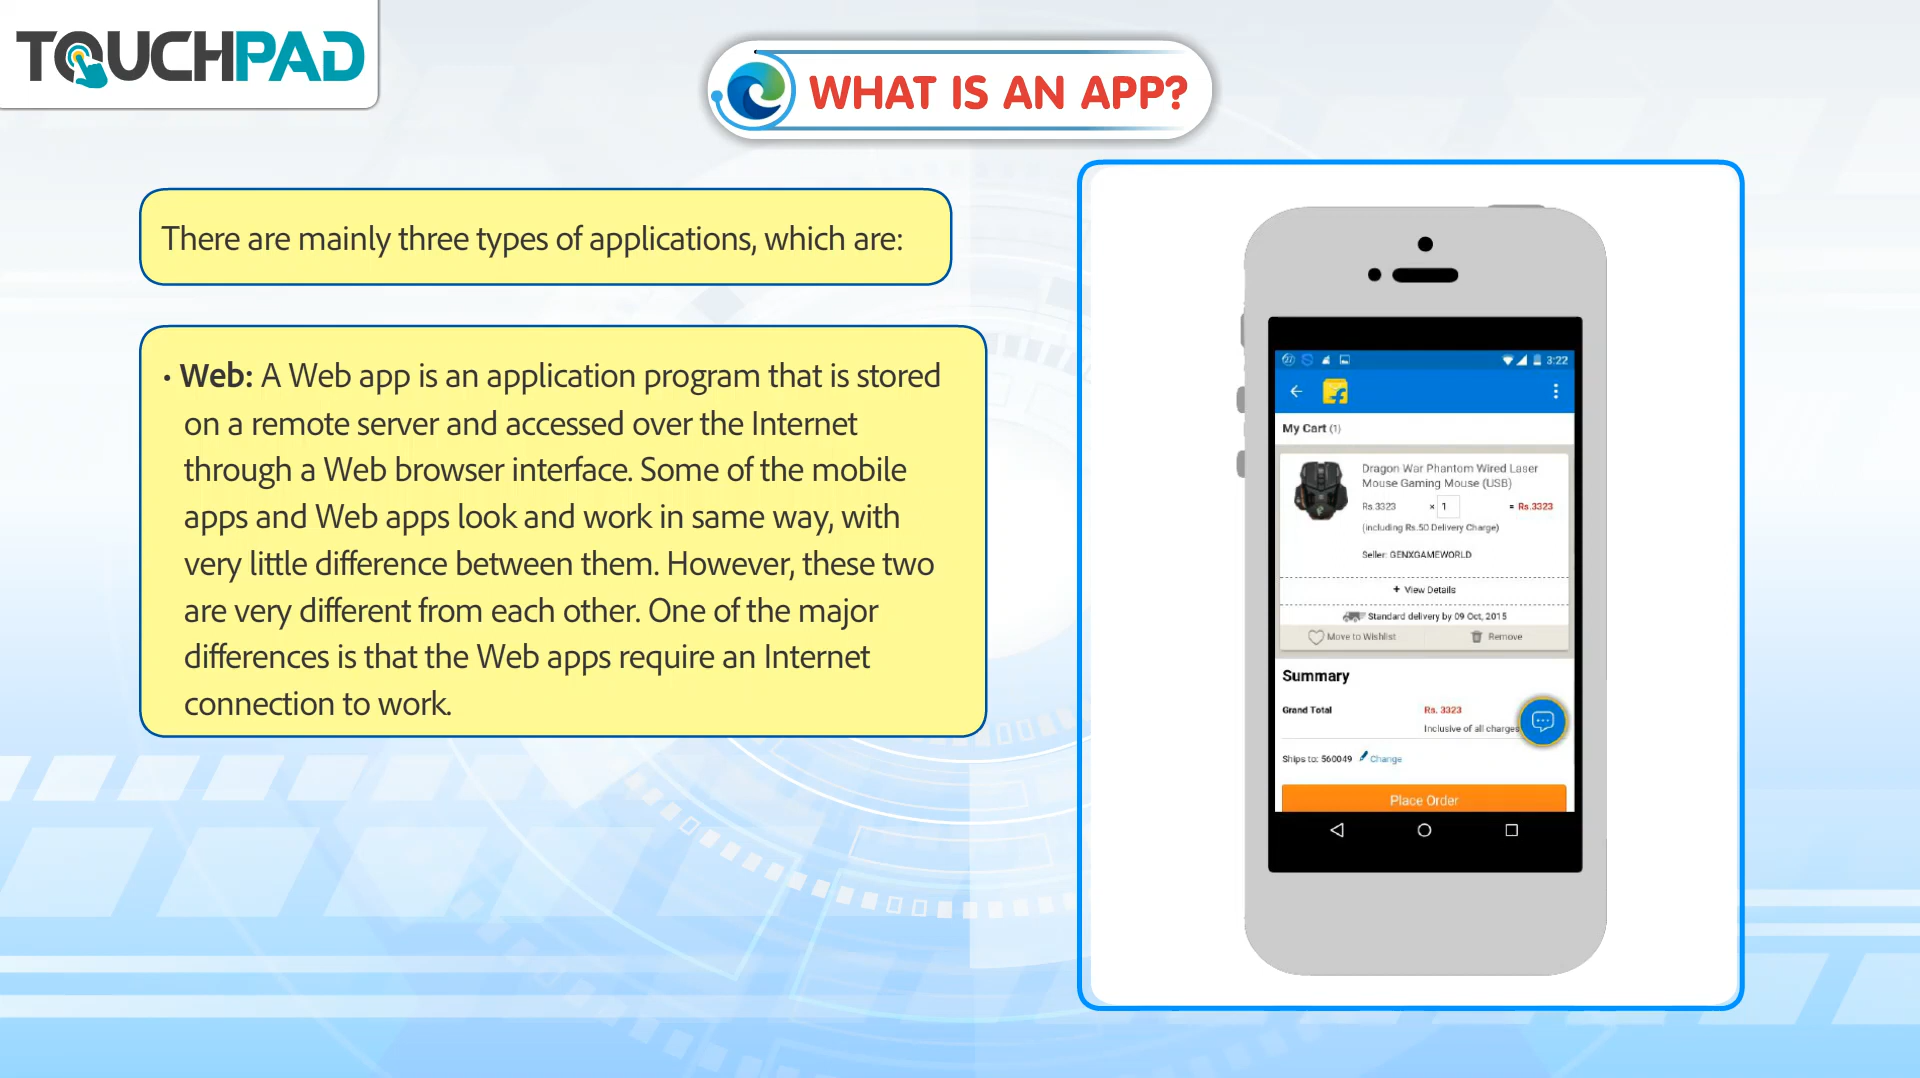 TOUCHPAD
WHAT IS AN APP?
There are mainly three types of applications, which are:
• Web: A Web app is an application program that is stored
on a remote server and accessed over the Internet
through a Web browser interface. Some of the mobile
apps and Web apps look and work in same way, with
very little difference between them. However, these two
are very different from each other. One of the major
differences is that the Web apps require an Internet
connection to work.
3:22
My Cart (1)
Dragon War Phantom Wired Laser
Mouse Gaming Mouse (USB)
Rs.3323 × 1 = Rs.3323
(including Rs.50 Delivery Charge)
Seller: GENXGAMEWORLD
+ View Details
Standard delivery by 09 Oct, 2015
Move to Wishlist Remove
Summary
Grand Total Rs. 3323
Inclusive of all charges
Ships to: 560049 Change
Place Order